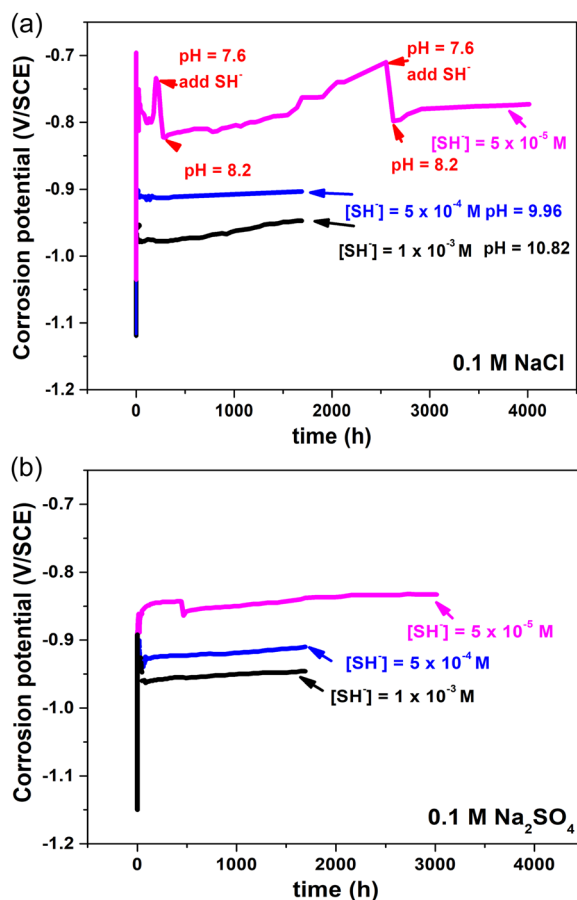 (a)
-0.7
-0.8
-0.9
-1.0
-1.1
-1.2
Corrosion potential (V/SCE)
pH = 7.6
add SH⁻
pH = 8.2
pH = 7.6
add SH⁻
pH = 8.2
[SH⁻] = 5 x 10⁻⁵ M
[SH⁻] = 5 x 10⁻⁴ M pH = 9.96
[SH⁻] = 1 x 10⁻³ M pH = 10.82
0.1 M NaCl
0 1000 2000 3000 4000
time (h)
(b)
-0.7
-0.8
-0.9
-1.0
-1.1
-1.2
Corrosion potential (V/SCE)
[SH⁻] = 5 x 10⁻⁵ M
[SH⁻] = 5 x 10⁻⁴ M
[SH⁻] = 1 x 10⁻³ M
0.1 M Na₂SO₄
0 1000 2000 3000 4000
time (h)